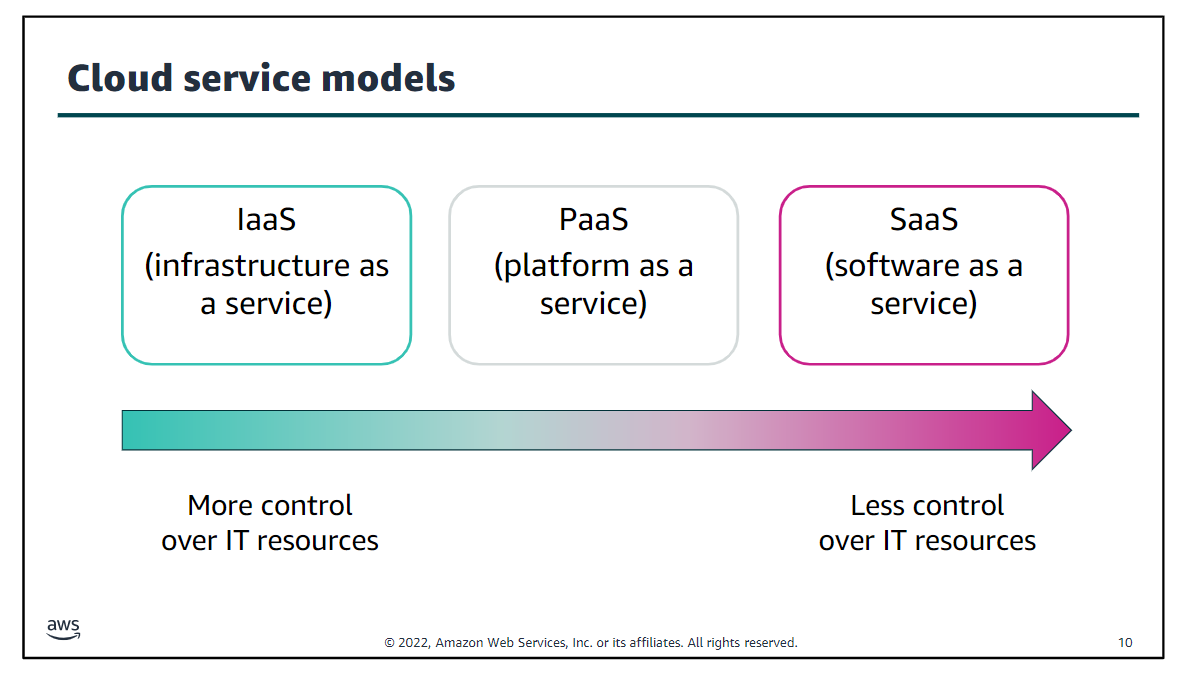 Cloud service models
IaaS
(infrastructure as
a service)
PaaS
(platform as a
service)
SaaS
(software as a
service)
More control
over IT resources
Less control
over IT resources
aws
© 2022, Amazon Web Services, Inc. or its affiliates. All rights reserved.
10